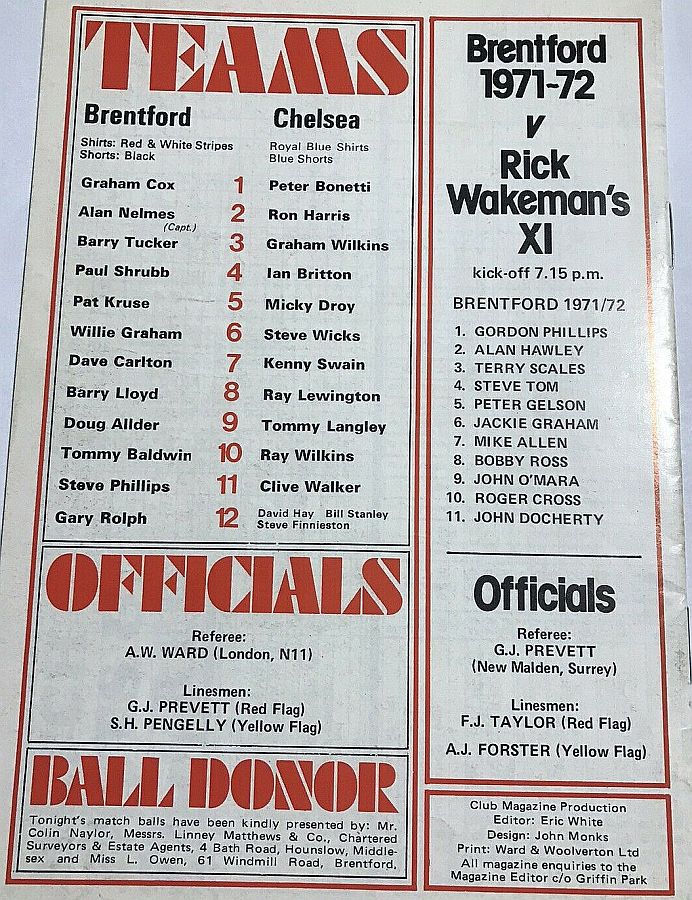 TEAMS
Brentford
Chelsea
Shirts: Red & White Stripes
Shorts: Black
Royal Blue Shirts
Blue Shorts
Graham Cox 1 Peter Bonetti
Alan Nelmes 2 Ron Harris
(Capt.)
Barry Tucker 3 Graham Wilkins
Paul Shrubb 4 Ian Britton
Pat Kruse 5 Micky Droy
Willie Graham 6 Steve Wicks
Dave Carlton 7 Kenny Swain
Barry Lloyd 8 Ray Lewington
Doug Allder 9 Tommy Langley
Tommy Baldwin 10 Ray Wilkins
Steve Phillips 11 Clive Walker
Gary Rolph 12 David Hay Bill Stanley
Steve Finnieston
OFFICIALS
Referee:
A.W. WARD (London, N11)
Linesmen:
G.J. PREVETT (Red Flag)
S.H. PENGELLY (Yellow Flag)
BALL DONOR
Tonight's match balls have been kindly presented by: Mr.
Colin Naylor, Messrs. Linney Matthews & Co., Chartered
Surveyors & Estate Agents, 4 Bath Road, Hounslow, Middle-
sex and Miss L. Owen, 61 Windmill Road, Brentford.
Brentford
1971-72
v
Rick
Wakeman's
XI
kick-off 7.15 p.m.
BRENTFORD 1971/72
1. GORDON PHILLIPS
2. ALAN HAWLEY
3. TERRY SCALES
4. STEVE TOM
5. PETER GELSON
6. JACKIE GRAHAM
7. MIKE ALLEN
8. BOBBY ROSS
9. JOHN O'MARA
10. ROGER CROSS
11. JOHN DOCHERTY
Officials
Referee:
G.J. PREVETT
(New Malden, Surrey)
Linesmen:
F.J. TAYLOR (Red Flag)
A.J. FORSTER (Yellow Flag)
Club Magazine Production
Editor: Eric White
Design: John Monks
Print: Ward & Woolverton Ltd
All magazine enquiries to the
Magazine Editor c/o Griffin Park